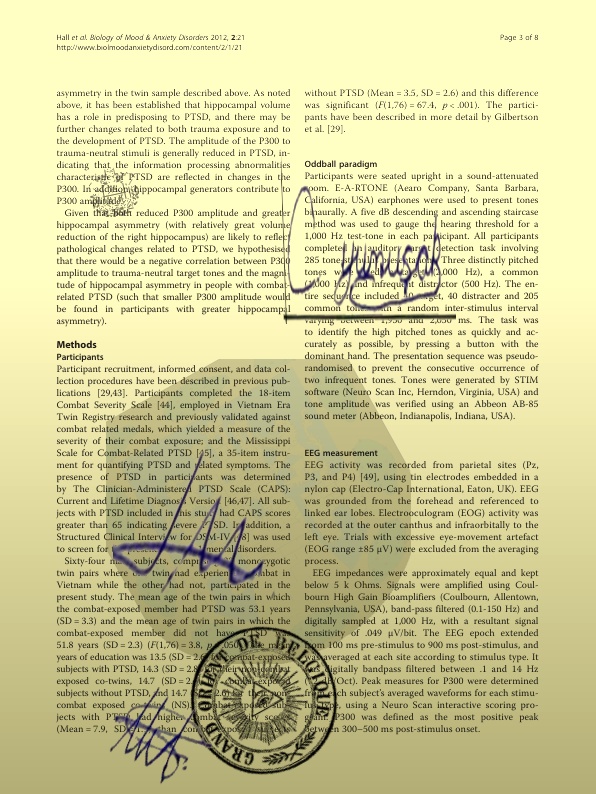 Hall et al. Biology of Mood & Anxiety Disorders 2012, 2:21
http://www.biolmoodanxietydisord.com/content/2/1/21
Page 3 of 8
asymmetry in the twin sample described above. As noted
above, it has been established that hippocampal volume
has a role in predisposing to PTSD, and there may be
further changes related to both trauma exposure and to
the development of PTSD. The amplitude of the P300 to
trauma-neutral stimuli is generally reduced in PTSD, in-
dicating that the information processing abnormalities
characteristic of PTSD are reflected in changes in the
P300. In addition, hippocampal generators contribute to
P300 amplitude.
Given that both reduced P300 amplitude and greater
hippocampal asymmetry (with relatively great volume
reduction of the right hippocampus) are likely to reflect
pathological changes related to PTSD, we hypothesised
that there would be a negative correlation between P300
amplitude to trauma-neutral target tones and the magni-
tude of hippocampal asymmetry in people with combat-
related PTSD (such that smaller P300 amplitude would
be found in participants with greater hippocampal
asymmetry).
Methods
Participants
Participant recruitment, informed consent, and data col-
lection procedures have been described in previous pub-
lications [29,43]. Participants completed the 18-item
Combat Severity Scale [44], employed in Vietnam Era
Twin Registry research and previously validated against
combat related medals, which yielded a measure of the
severity of their combat exposure; and the Mississippi
Scale for Combat-Related PTSD [45], a 35-item instru-
ment for quantifying PTSD and related symptoms. The
presence of PTSD in participants was determined
by The Clinician-Administered PTSD Scale (CAPS):
Current and Lifetime Diagnosis Version [46,47]. All sub-
jects with PTSD included in this study had CAPS scores
greater than 65 indicating severe PTSD. In addition, a
Structured Clinical Interview for DSM-IV [48] was used
to screen for mental disorders.
Sixty-four male subjects, comprising monozygotic
twin pairs where one twin had experienced combat in
Vietnam while the other had not, participated in the
present study. The mean age of the twin pairs in which
the combat-exposed member had PTSD was 53.1 years
(SD = 3.3) and the mean age of twin pairs in which the
combat-exposed member did not have PTSD was
51.8 years (SD = 2.3) (F(1,76) = 3.8, p
years of education was 13.5 (SD = 2.6) for combat-exposed
subjects with PTSD, 14.3 (SD = 2.8) for their non-combat
exposed co-twins, 14.7 (SD = 2. combat exposed
subjects without PTSD, and 14.7 (SD = 2.6) for their non-
combat exposed co-twins (NS). Combat exposed sub-
jects with PTSD had higher combat severity scores
(Mean = 7.9, SD = than combat exposed subjects
without PTSD (Mean = 3.5, SD = 2.6) and this difference
was significant (F(1,76) = 67.4, p < .001). The partici-
pants have been described in more detail by Gilbertson
et al. [29].
Oddball paradigm
Participants were seated upright in a sound-attenuated
room. E-A-RTONE (Aearo Company, Santa Barbara,
California, USA) earphones were used to present tones
binaurally. A five dB descending and ascending staircase
method was used to gauge the hearing threshold for a
1,000 Hz test-tone in each participant. All participants
completed an auditory target detection task involving
285 tone-stimuli presentations. Three distinctly pitched
tones were used: a target (2,000 Hz), a common
(1,000 Hz) and infrequent distractor (500 Hz). The en-
tire sequence included 40 target, 40 distracter and 205
common tones with a random inter-stimulus interval
varying between 1,950 and 2,050 ms. The task was
to identify the high pitched tones as quickly and ac-
curately as possible, by pressing a button with the
dominant hand. The presentation sequence was pseudo-
randomised to prevent the consecutive occurrence of
two infrequent tones. Tones were generated by STIM
software (Neuro Scan Inc, Herndon, Virginia, USA) and
tone amplitude was verified using an Abbeon AB-85
sound meter (Abbeon, Indianapolis, Indiana, USA).
EEG measurement
EEG activity was recorded from parietal sites (Pz,
P3, and P4) [49], using tin electrodes embedded in a
nylon cap (Electro-Cap International, Eaton, UK). EEG
was grounded on the forehead and referenced to
linked ear lobes. Electrooculogram (EOG) activity was
recorded at the outer canthus and infraorbitally to the
left eye. Trials with excessive eye-movement artefact
(EOG range ±85 µV) were excluded from the averaging
process.
EEG impedances were approximately equal and kept
below 5 k Ohms. Signals were amplified using Coul-
bourn High Gain Bioamplifiers (Coulbourn, Allentown,
Pennsylvania, USA), band-pass filtered (0.1-150 Hz) and
digitally sampled at 1,000 Hz, with a resultant signal
sensitivity of .049 µV/bit. The EEG epoch extended
from 100 ms pre-stimulus to 900 ms post-stimulus, and
was averaged at each site according to stimulus type. It
was digitally bandpass filtered between .1 and 14 Hz
dB/Oct). Peak measures for P300 were determined
from each subject's averaged waveforms for each stimu-
lus type, using a Neuro Scan interactive scoring pro-
gram. P300 was defined as the most positive peak
between 300–500 ms post-stimulus onset.